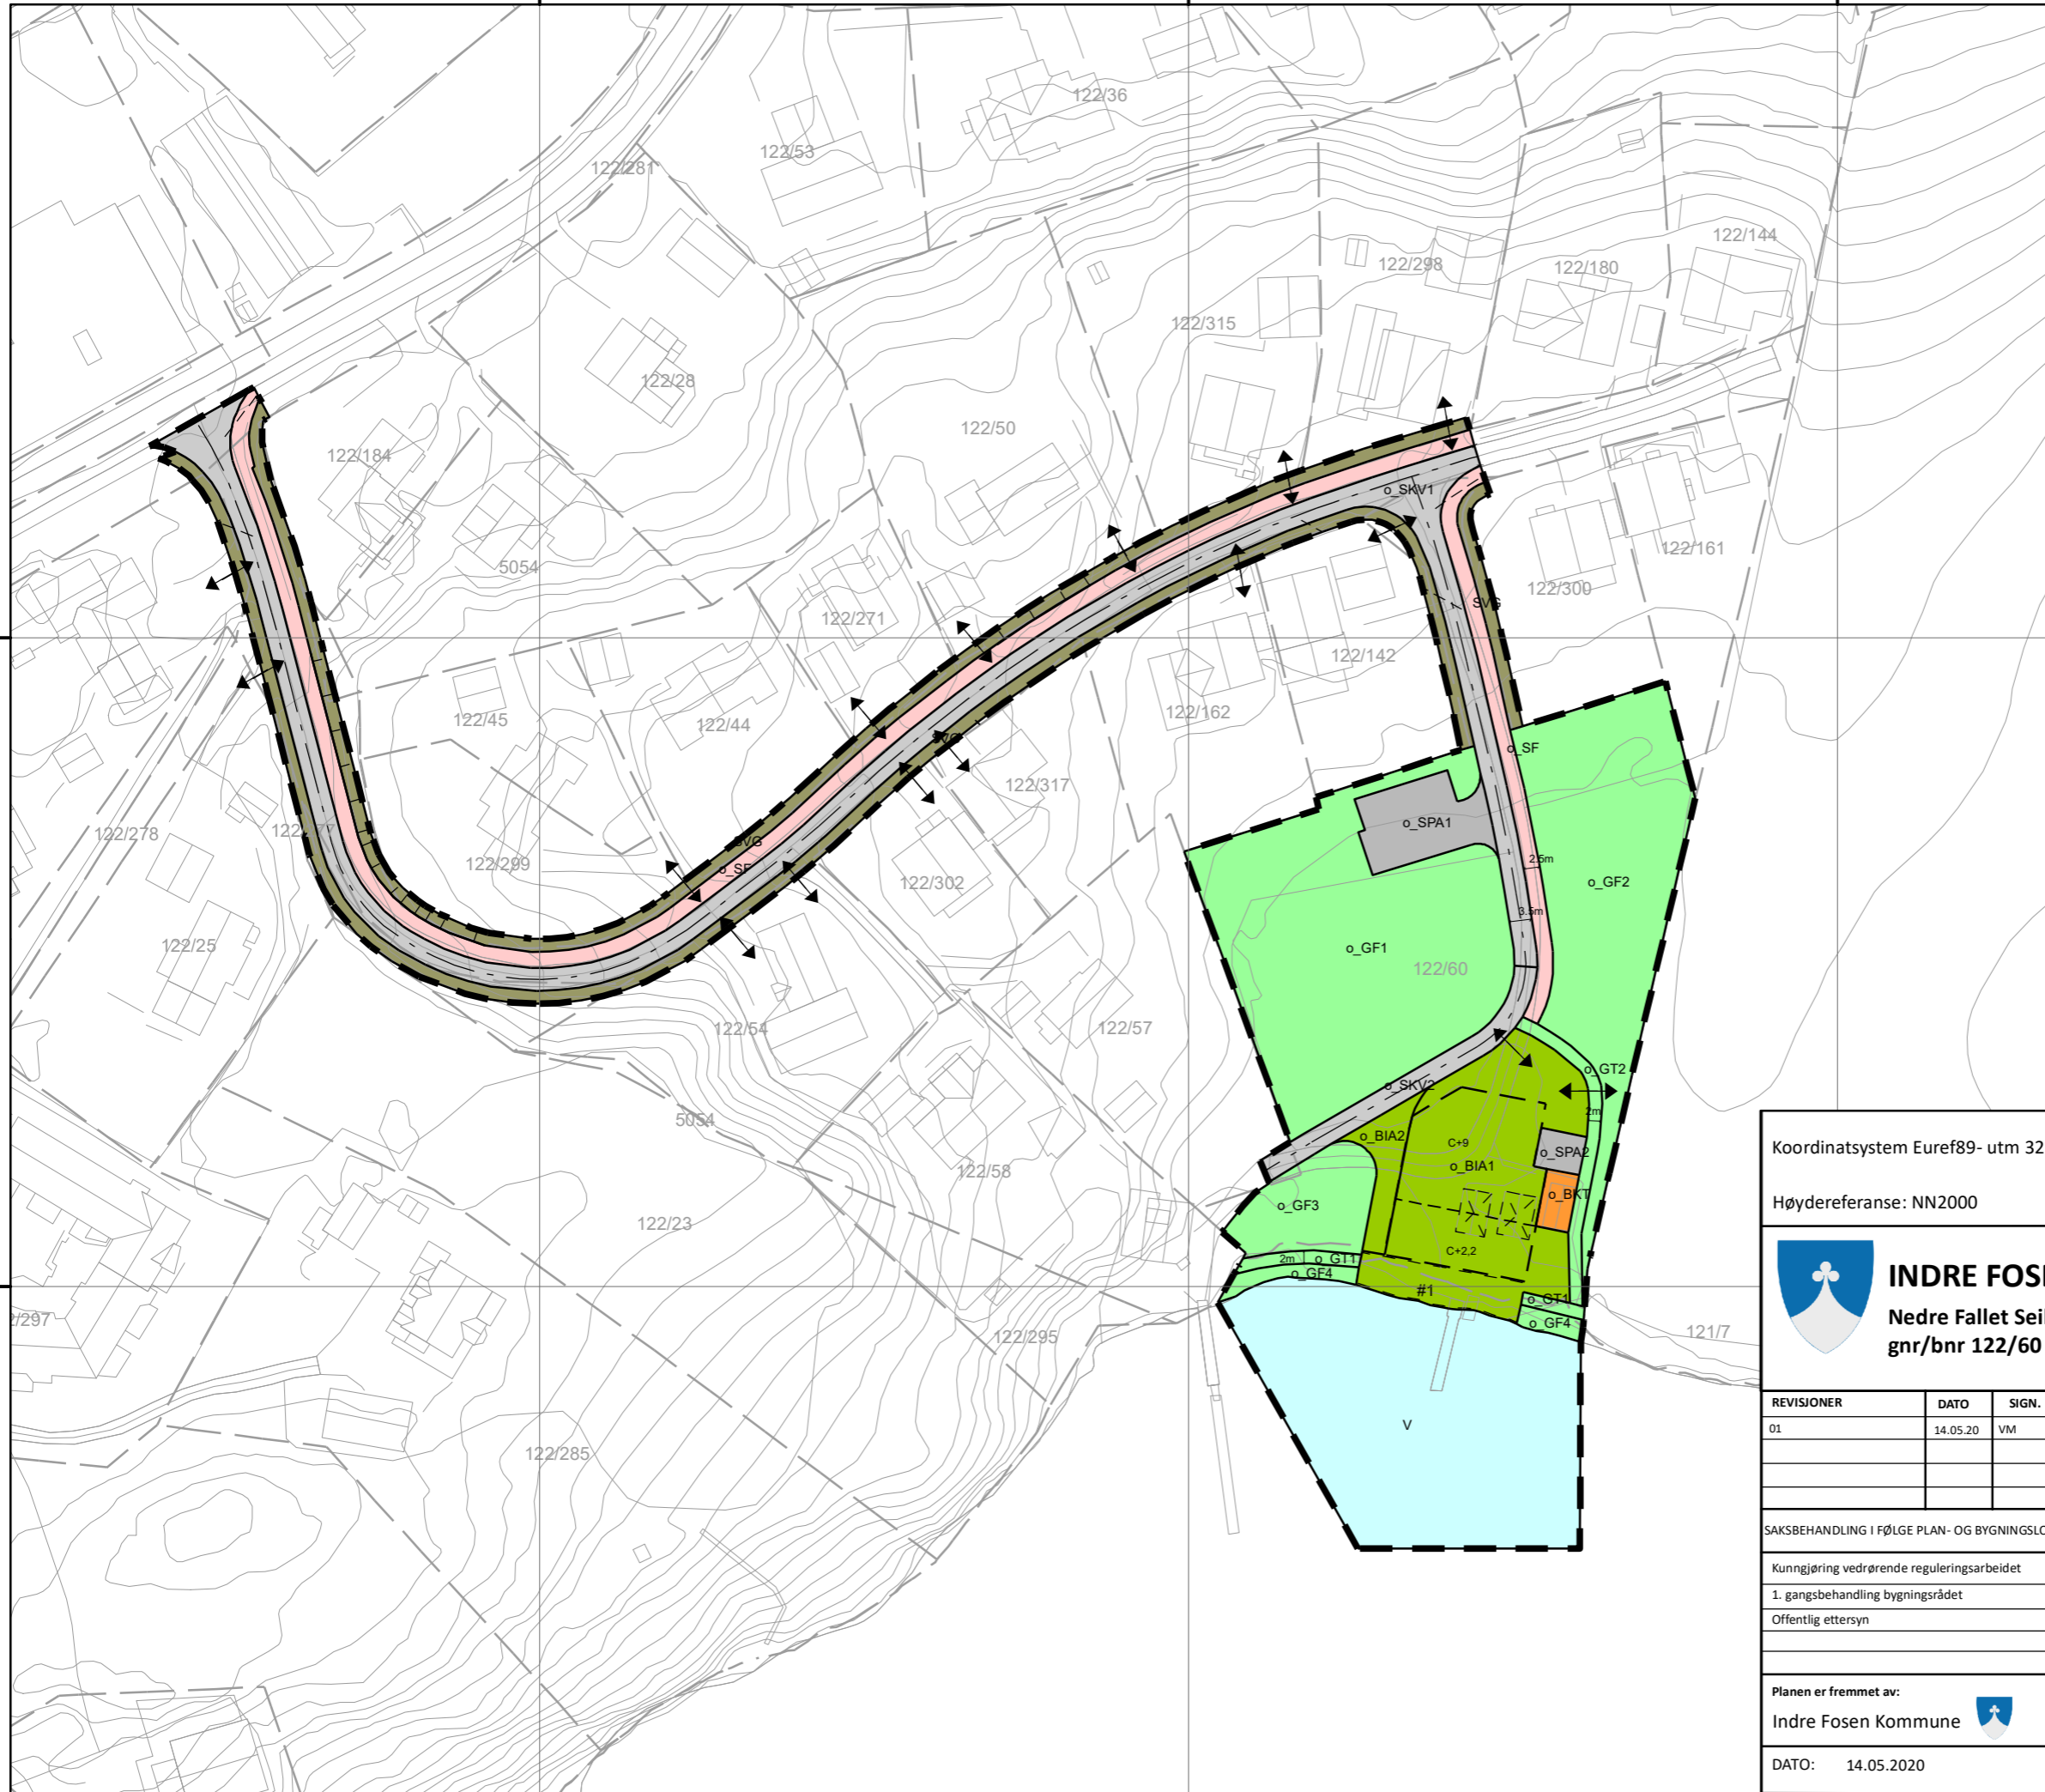 122/36
122/53
122/281
122/144
122/298
122/180
122/315
122/28
122/50
122/184
o_SKV1
122/161
5054
122/300
SVG
122/271
122/142
122/162
122/45
122/44
o_SF
122/317
o_SPA1
122/278
SVG
122/299
o_SF
2.5m
122/302
o_GF2
3.5m
122/25
o_GF1
122/60
122/54
122/57
o_GT2
o_SKV2
2m
5054
o_BIA2
C+9
o_SPA2
o_BIA1
122/58
o_BKT
o_GF3
122/23
C+2,2
2m
o_GT1
o_GF4
#1
o_GT1
o_GF4
121/7
122/295
V
122/285
Koordinatsystem Euref89- utm 32
Høydereferanse: NN2000
INDRE
Nedre Fallet
gnr/bnr 122/60
REVISJONER DATO SIGN.
01 14.05.20 VM
SAKSBEHANDLING I FØLGE PLAN- OG
Kunngjøring vedrørende reguleringsarbeidet
1. gangsbehandling bygningsrådet
Offentlig ettersyn
Planen er fremmet av:
Indre Fosen Kommune
DATO: 14.05.2020